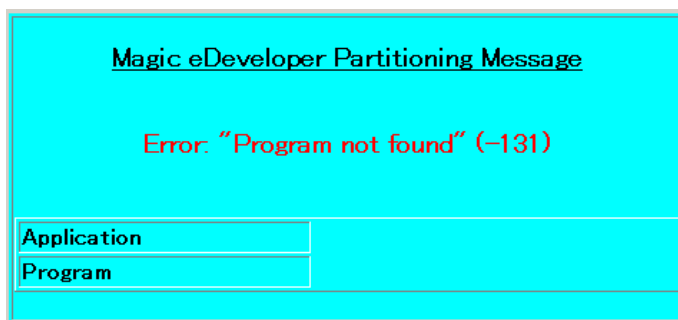 Magic eDeveloper Partitioning Message
Error: "Program not found" (-131)
Application
Program